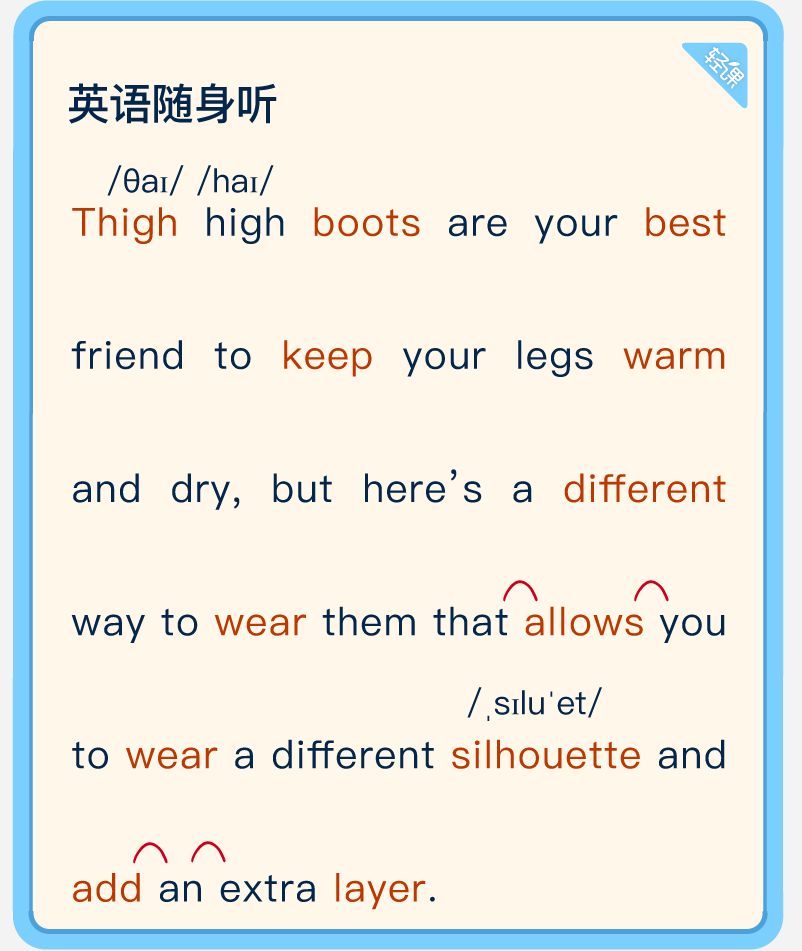 轻课
英语随身听
/θaɪ/ /haɪ/
Thigh high boots are your best
friend to keep your legs warm
and dry, but here’s a different
way to wear them that allows you
/ˌsɪluˈet/
to wear a different silhouette and
add an extra layer.